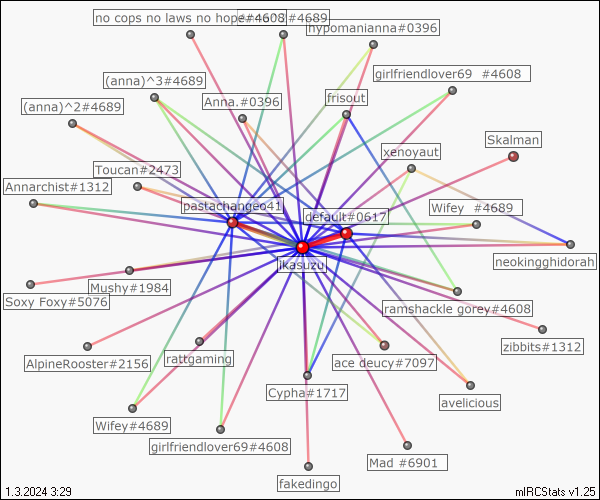 no cops no laws no hope#4608
hypomanianna#0396
girlfriendlover69 #4608
(anna)^3#4689
(anna)^2#4689
Anna.#0396
frisout
Skalman
xenoyaut
Toucan#2473
Annarchist#1312
pastachangeo41
default#0617
Wifey #4689
jkasuzu
neokingghidorah
Mushy#1984
Soxy Foxy#5076
ramshackle gorey#4608
zibbits#1312
AlpineRooster#2156
rattgaming
ace deucy#7097
Cypha#1717
avelicious
Wifey#4689
girlfriendlover69#4608
Mad #6901
fakedingo
1.3.2024 3:29
mIRCStats v1.25